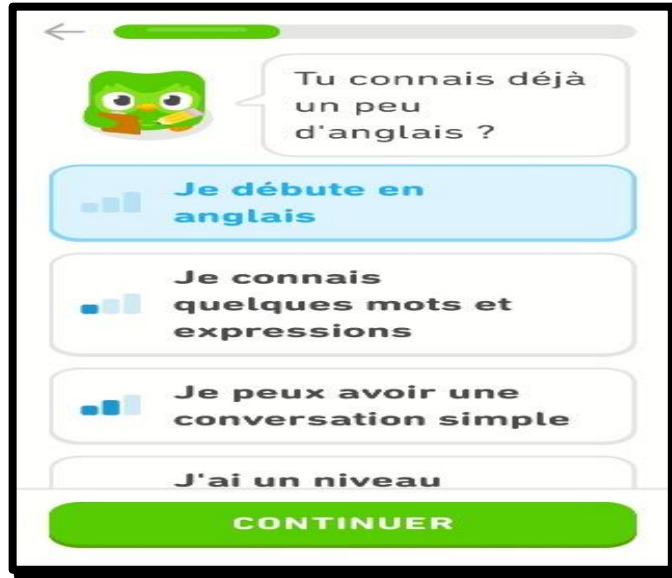 Tu connais déjà
un peu
d'anglais ?
Je débute en
anglais
Je connais
quelques mots et
expressions
Je peux avoir une
conversation simple
J'ai un niveau
CONTINUER